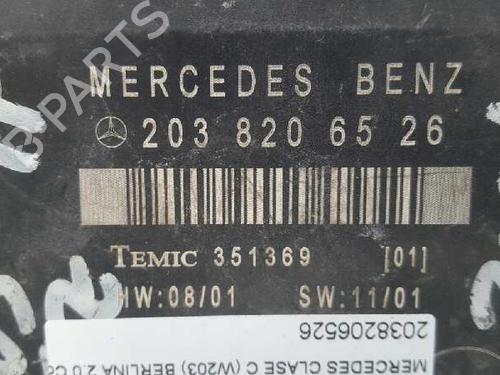 MERCEDES BENZ
203 820 65 26
TEMIC 351369 [01]
HW:08/01 SW:11/01
2038206526
MERCEDES CLASE C (W203) BERLINA 2.0 C